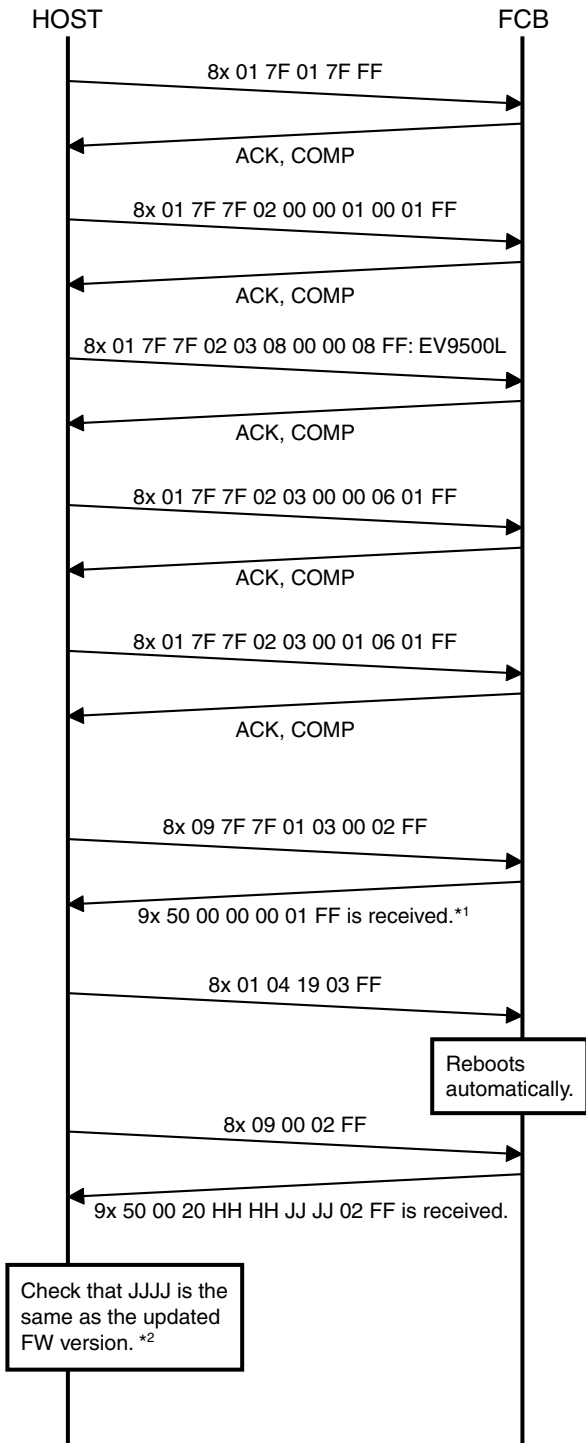 HOST
FCB
8x 01 7F 01 7F FF
ACK, COMP
8x 01 7F 7F 02 00 00 01 00 01 FF
ACK, COMP
8x 01 7F 7F 02 03 08 00 00 08 FF: EV9500L
ACK, COMP
8x 01 7F 7F 02 03 00 00 06 01 FF
ACK, COMP
8x 01 7F 7F 02 03 00 01 06 01 FF
ACK, COMP
8x 09 7F 7F 01 03 00 02 FF
9x 50 00 00 00 01 FF is received.*1
8x 01 04 19 03 FF
Reboots
automatically.
8x 09 00 02 FF
9x 50 00 20 HH HH JJ JJ 02 FF is received.
Check that JJJJ is the
same as the updated
FW version. *2